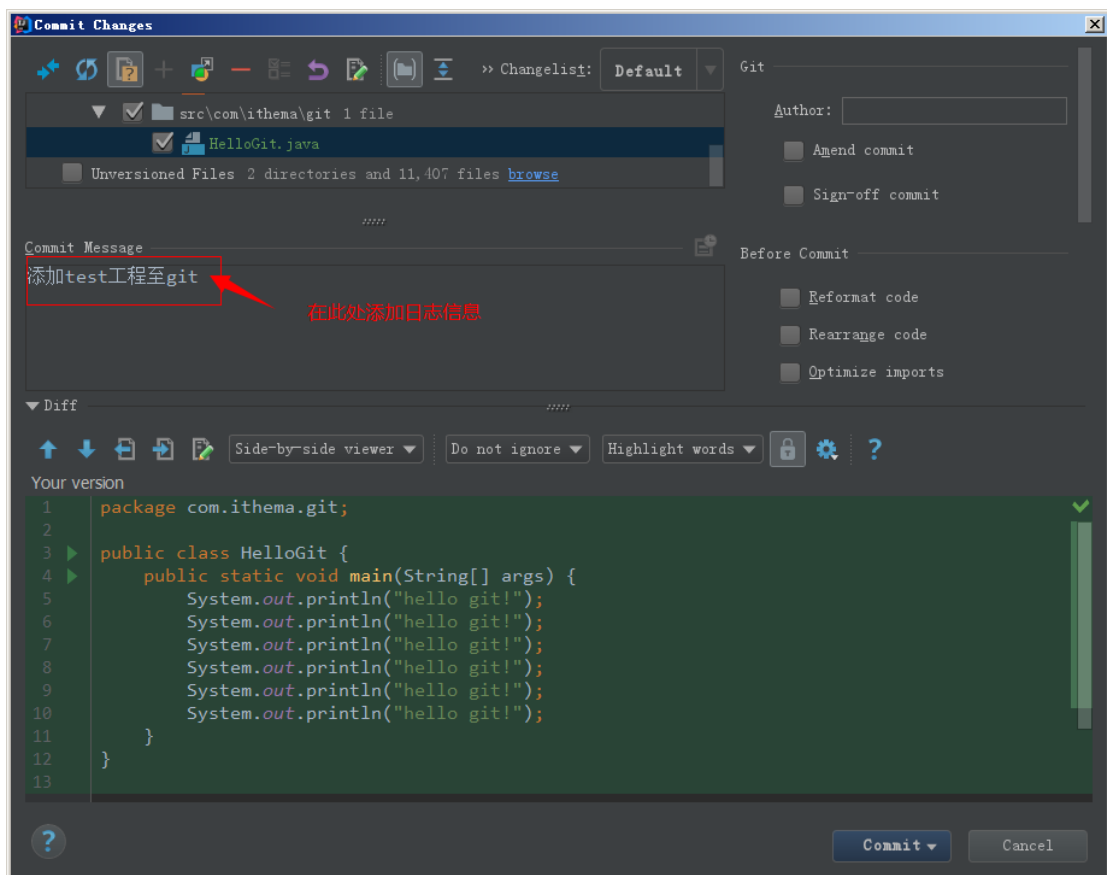 Commit Changes
>> Changelist: Default
Git
src\com\ithema\git 1 file
Author:
HelloGit.java
Amend commit
Unversioned Files 2 directories and 11,407 files browse
Sign-off commit
Commit Message
Before Commit
添加test工程至git
在此处添加日志信息
Reformat code
Rearrange code
Optimize imports
Diff
Side-by-side viewer Do not ignore Highlight words ?
Your version
1 package com.ithema.git;
2
3 public class HelloGit {
4 public static void main(String[] args) {
5 System.out.println("hello git!");
6 System.out.println("hello git!");
7 System.out.println("hello git!");
8 System.out.println("hello git!");
9 System.out.println("hello git!");
10 System.out.println("hello git!");
11 }
12 }
13
? Commit Cancel